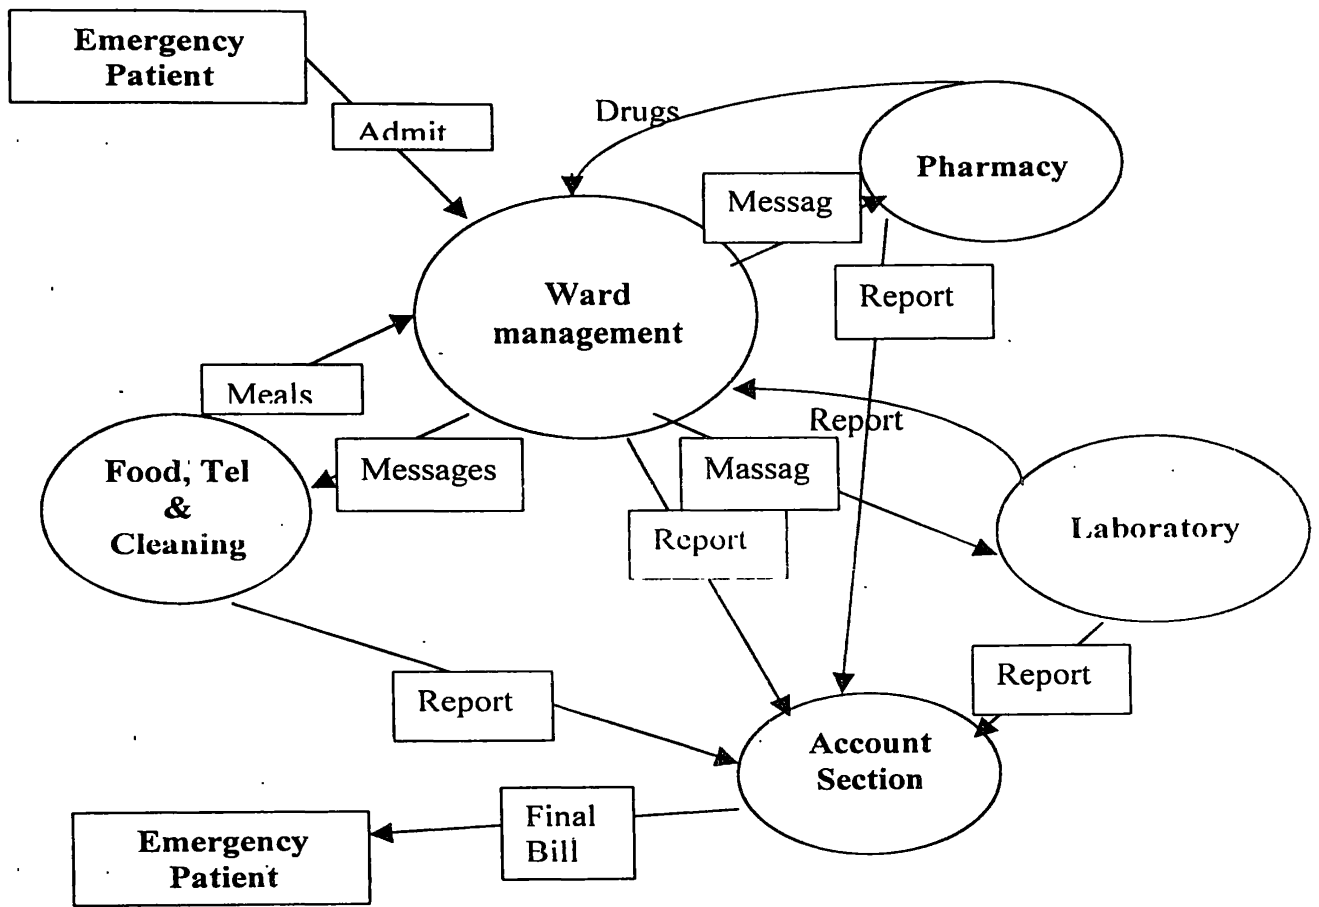 Emergency
Patient
Admit
Drugs
Pharmacy
Messag
Ward
management
Report
Meals
Report
Food, Tel
&
Cleaning
Messages
Massag
Report
Laboratory
Report
Report
Account
Section
Final
Bill
Emergency
Patient